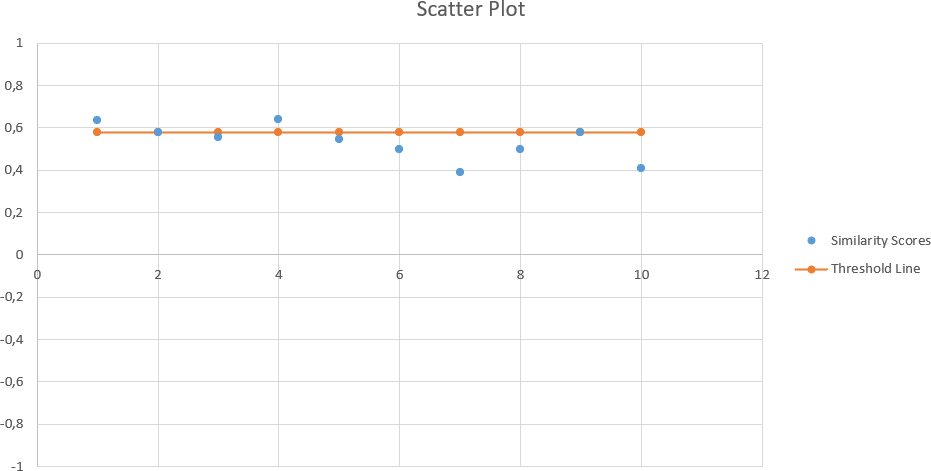 Scatter Plot
1
0,8
0,6
0,4
0,2
0
0 2 4 6 8 10 12
-0,2
-0,4
-0,6
-0,8
-1
Similarity Scores
Threshold Line